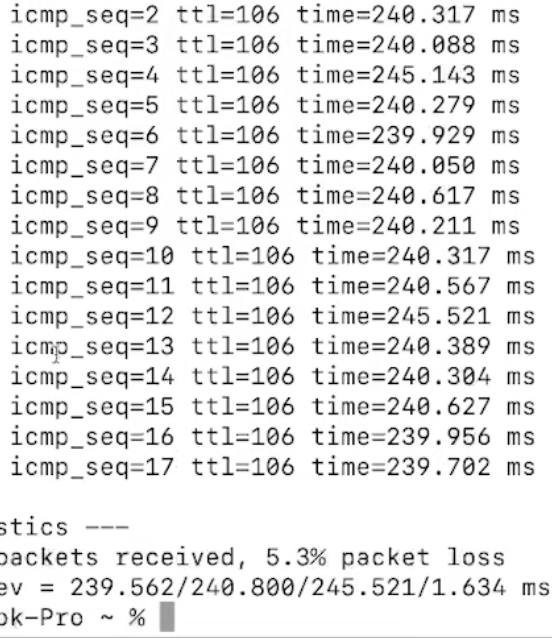 icmp_seq=2 ttl=106 time=240.317 ms
icmp_seq=3 ttl=106 time=240.088 ms
icmp_seq=4 ttl=106 time=245.143 ms
icmp_seq=5 ttl=106 time=240.279 ms
icmp_seq=6 ttl=106 time=239.929 ms
icmp_seq=7 ttl=106 time=240.050 ms
icmp_seq=8 ttl=106 time=240.617 ms
icmp_seq=9 ttl=106 time=240.211 ms
icmp_seq=10 ttl=106 time=240.317 ms
icmp_seq=11 ttl=106 time=240.567 ms
icmp_seq=12 ttl=106 time=245.521 ms
icmp_seq=13 ttl=106 time=240.389 ms
icmp_seq=14 ttl=106 time=240.304 ms
icmp_seq=15 ttl=106 time=240.627 ms
icmp_seq=16 ttl=106 time=239.956 ms
icmp_seq=17 ttl=106 time=239.702 ms
stics ---
packets received, 5.3% packet loss
ev = 239.562/240.800/245.521/1.634 ms
ok-Pro ~ %